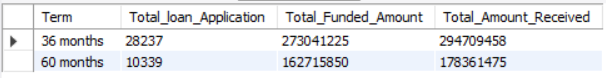 Term Total_loan_Application Total_Funded_Amount Total_Amount_Received
36 months 28237 273041225 294709458
60 months 10339 162715850 178361475